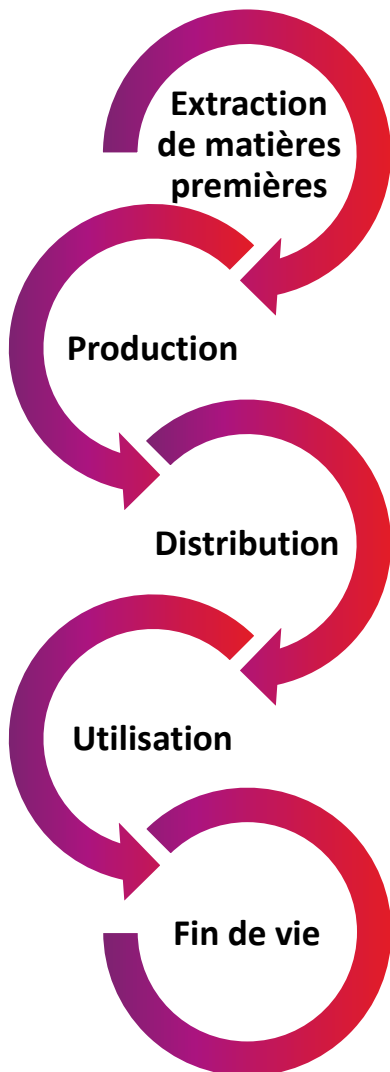 Extraction
de matières
premières
Production
Distribution
Utilisation
Fin de vie